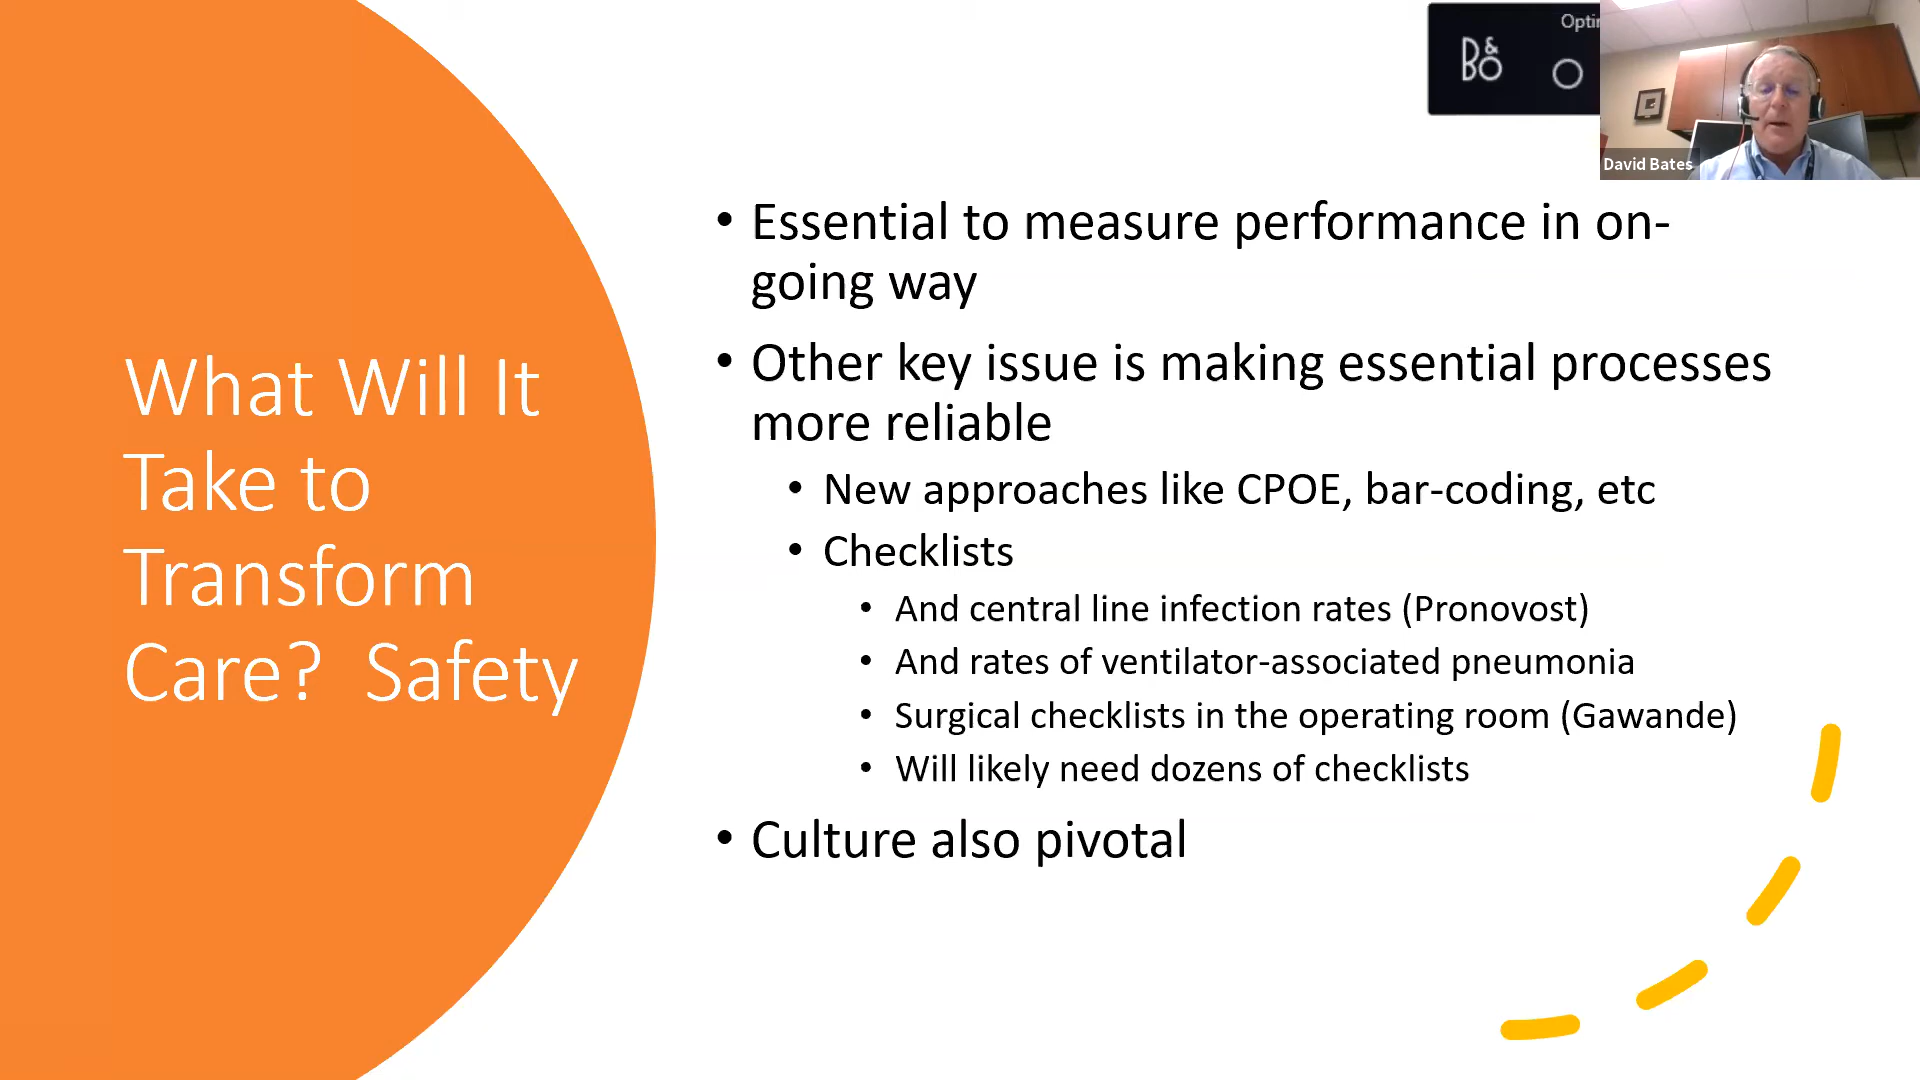 Opti
B&O
David Bates
What Will It
Take to
Transform
Care?  Safety
• Essential to measure performance in on-
going way
• Other key issue is making essential processes
more reliable
• New approaches like CPOE, bar-coding, etc
• Checklists
• And central line infection rates (Pronovost)
• And rates of ventilator-associated pneumonia
• Surgical checklists in the operating room (Gawande)
• Will likely need dozens of checklists
• Culture also pivotal